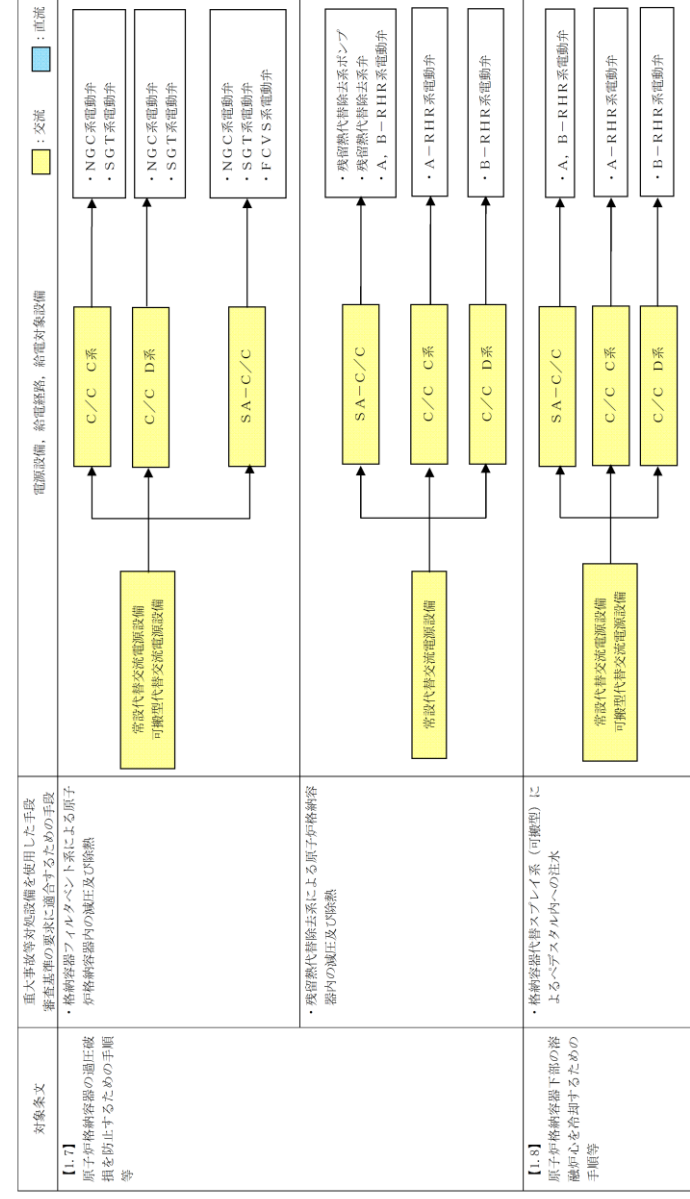 対象条文
重大事故等対処設備を使用した手段
審査基準の要求に適合するための手段
電源設備，給電経路，給電対象設備
：交流
：直流
【1.7】
原子炉格納容器の過圧破
損を防止するための手順
等
・格納容器フィルタベント系による原子
炉格納容器内の減圧及び除熱
常設代替交流電源設備
可搬型代替交流電源設備
Ｃ／Ｃ　Ｃ系
・ＮＧＣ系電動弁
・ＳＧＴ系電動弁
Ｃ／Ｃ　Ｄ系
・ＮＧＣ系電動弁
・ＳＧＴ系電動弁
ＳＡ－Ｃ／Ｃ
・ＮＧＣ系電動弁
・ＳＧＴ系電動弁
・ＦＣＶＳ系電動弁
・残留熱代替除去系による原子炉格納容
器内の減圧及び除熱
常設代替交流電源設備
ＳＡ－Ｃ／Ｃ
・残留熱代替除去系ポンプ
・残留熱代替除去系弁
・Ａ，Ｂ－ＲＨＲ系電動弁
Ｃ／Ｃ　Ｃ系
・Ａ－ＲＨＲ系電動弁
Ｃ／Ｃ　Ｄ系
・Ｂ－ＲＨＲ系電動弁
【1.8】
原子炉格納容器下部の溶
融炉心を冷却するための
手順等
・格納容器代替スプレイ系（可搬型）に
よるペデスタル内への注水
常設代替交流電源設備
可搬型代替交流電源設備
ＳＡ－Ｃ／Ｃ
・Ａ，Ｂ－ＲＨＲ系電動弁
Ｃ／Ｃ　Ｃ系
・Ａ－ＲＨＲ系電動弁
Ｃ／Ｃ　Ｄ系
・Ｂ－ＲＨＲ系電動弁